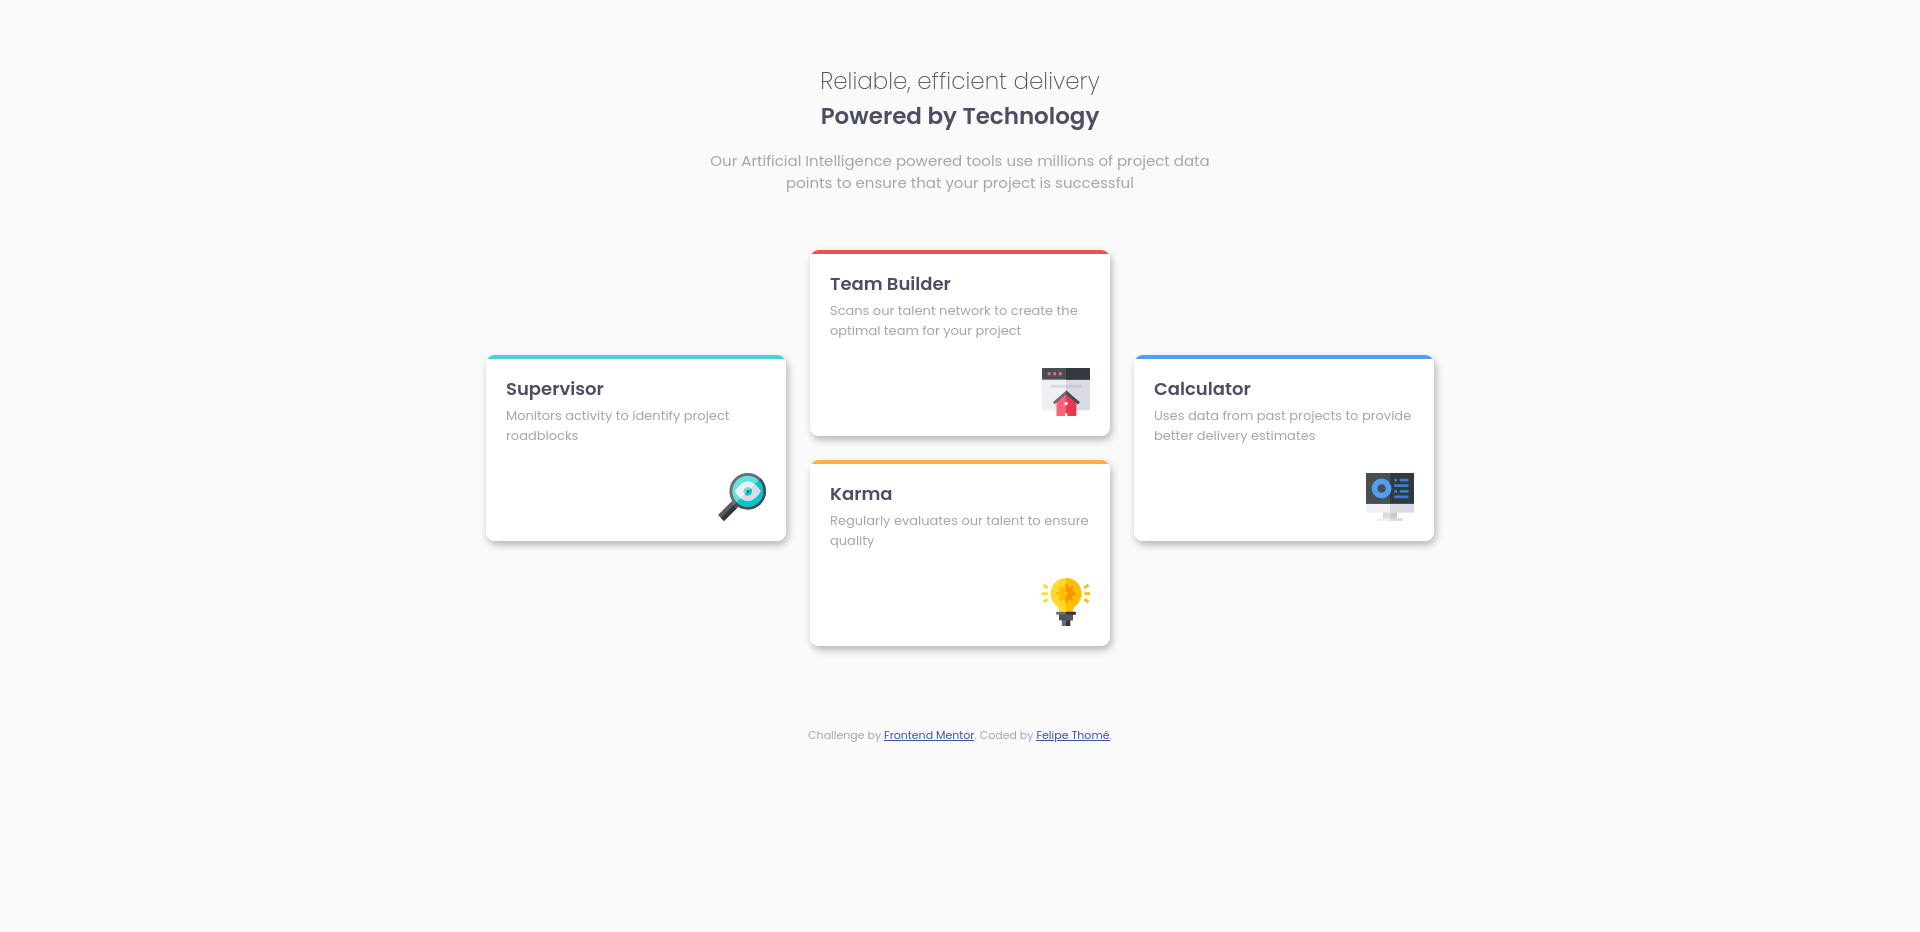 Reliable, efficient delivery
Powered by Technology
Our Artificial Intelligence powered tools use millions of project data
points to ensure that your project is successful
Supervisor
Monitors activity to identify project
roadblocks
Team Builder
Scans our talent network to create the
optimal team for your project
Karma
Regularly evaluates our talent to ensure
quality
Calculator
Uses data from past projects to provide
better delivery estimates
Challenge by Frontend Mentor. Coded by Felipe Thomé.